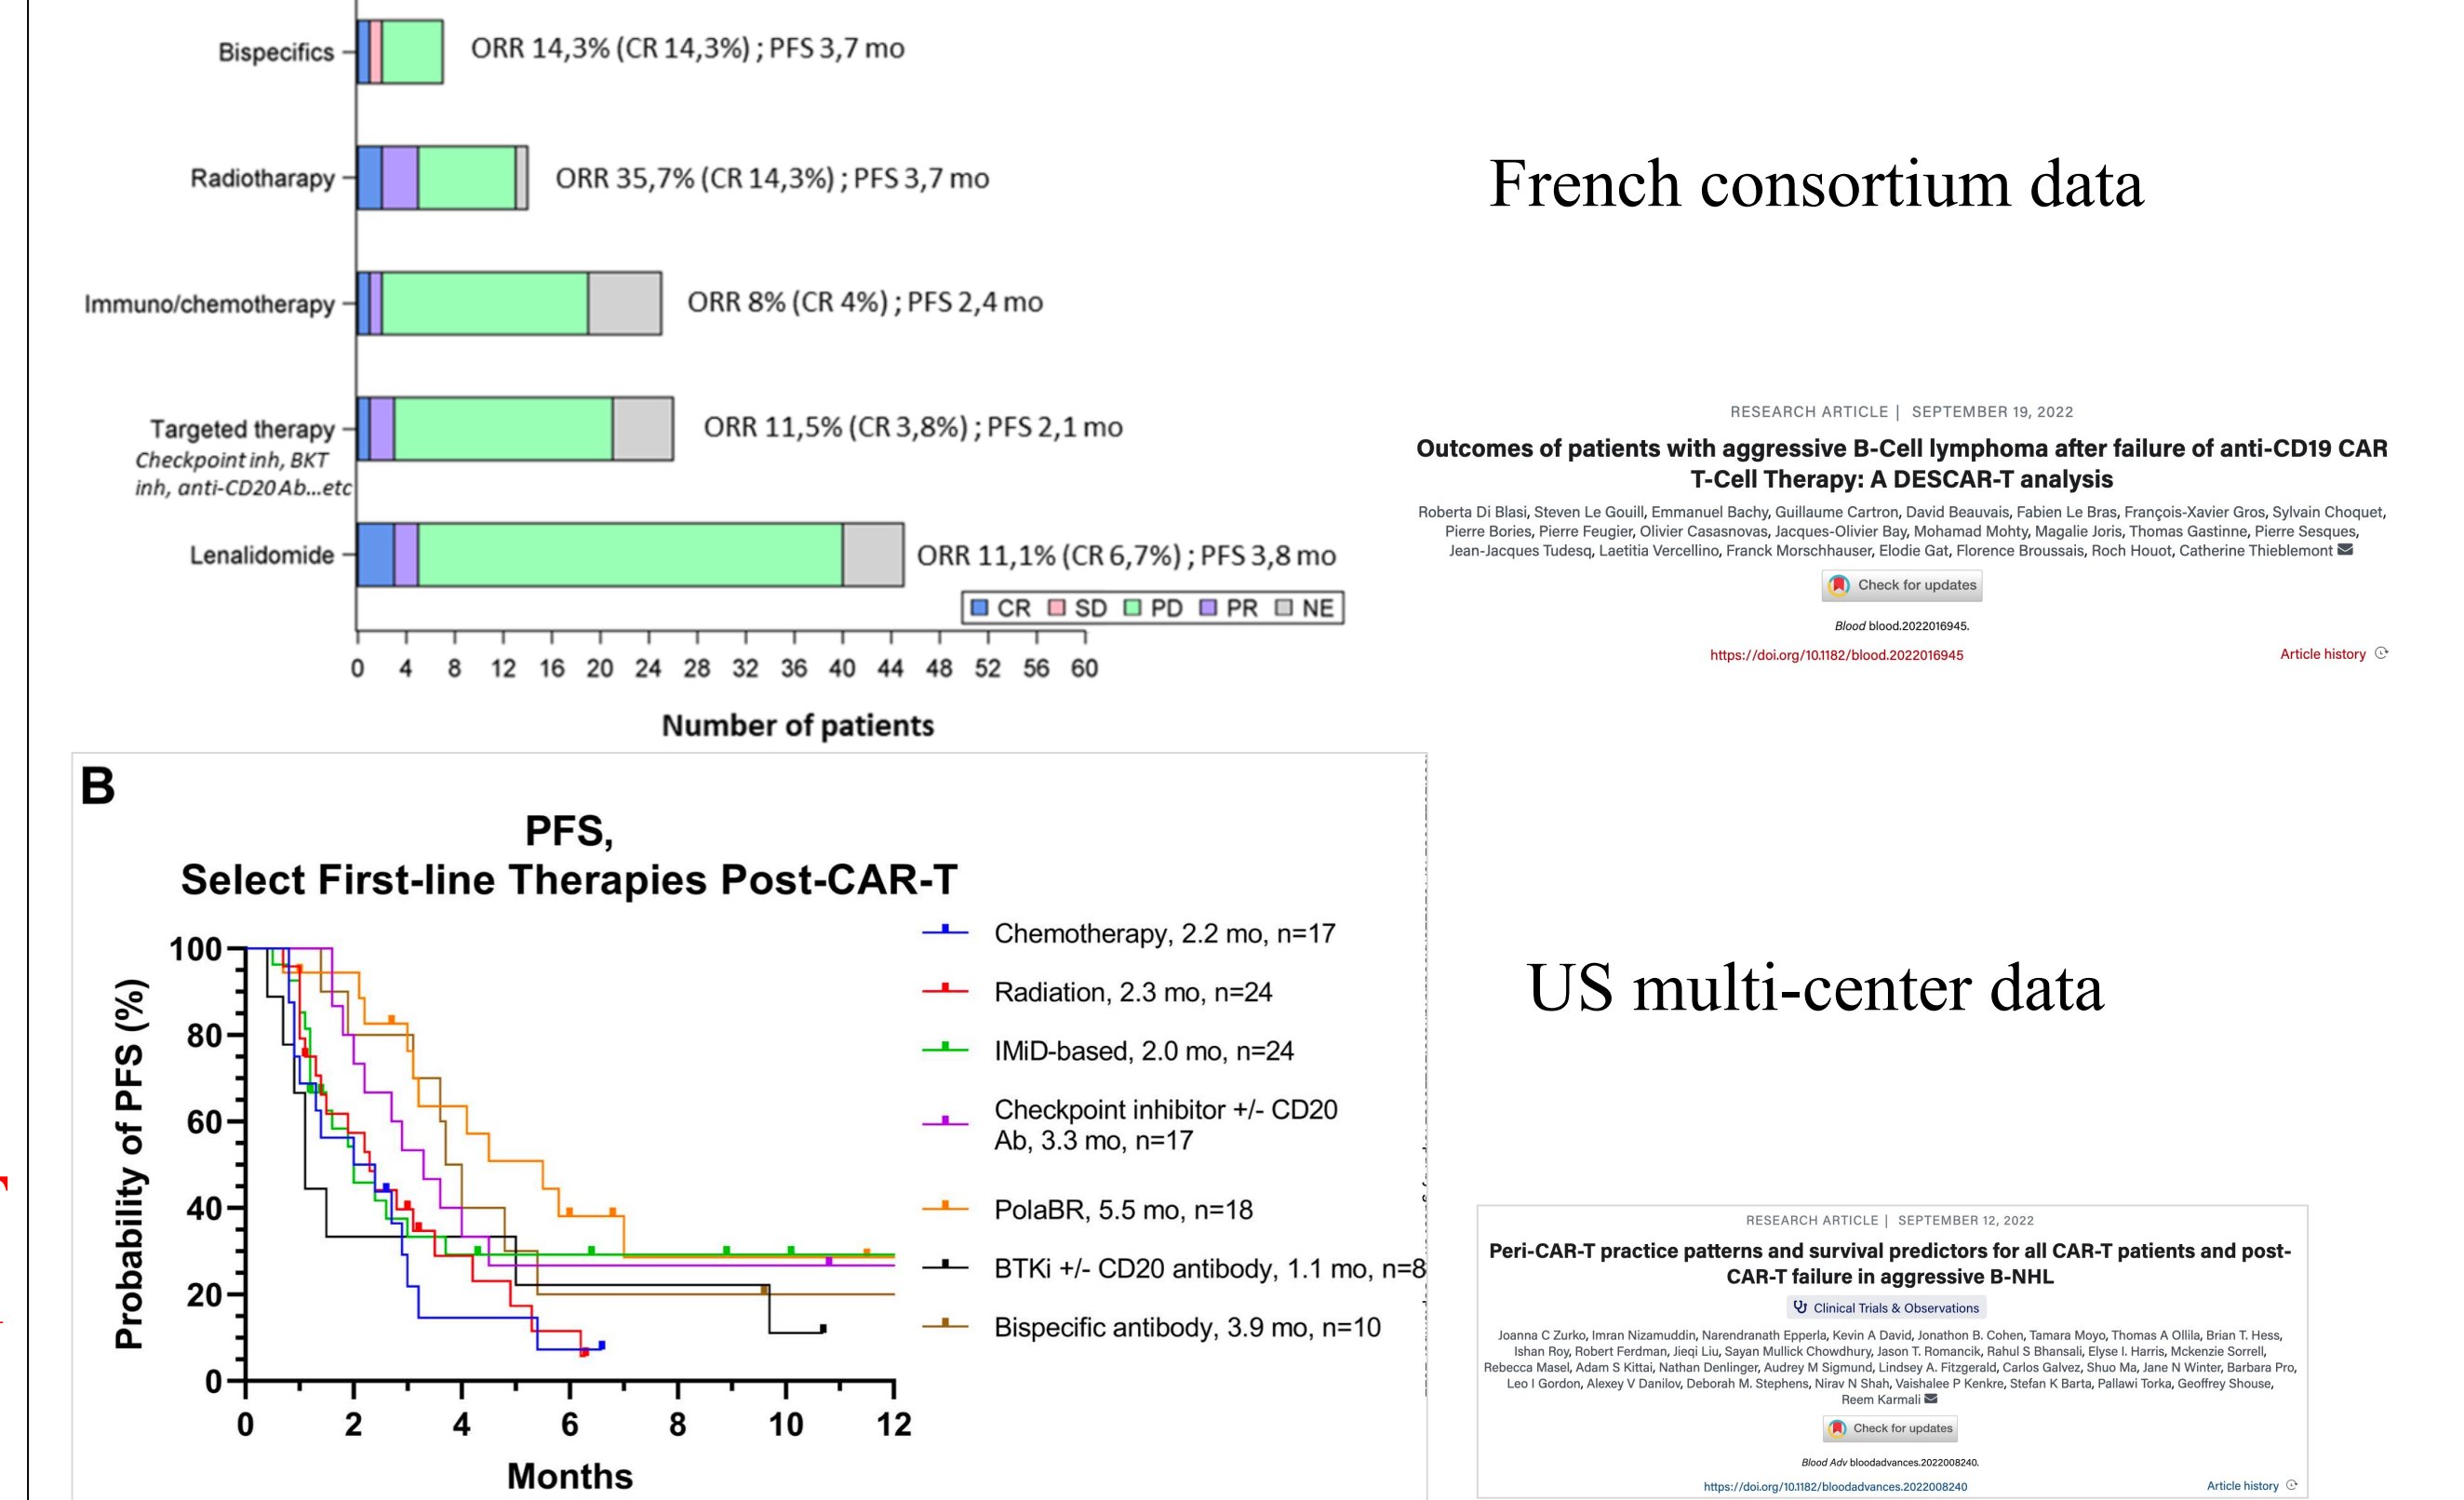 Bispecifics
ORR 14,3% (CR 14,3%) ; PFS 3,7 mo
Radiotharapy
ORR 35,7% (CR 14,3%) ; PFS 3,7 mo
Immuno/chemotherapy
ORR 8% (CR 4%) ; PFS 2,4 mo
Targeted therapy
Checkpoint inh, BKT
inh, anti-CD20 Ab...etc
ORR 11,5% (CR 3,8%) ; PFS 2,1 mo
Lenalidomide
ORR 11,1% (CR 6,7%) ; PFS 3,8 mo
CR SD PD PR NE
0 4 8 12 16 20 24 28 32 36 40 44 48 52 56 60
Number of patients
French consortium data
RESEARCH ARTICLE | SEPTEMBER 19, 2022
Outcomes of patients with aggressive B-Cell lymphoma after failure of anti-CD19 CAR
T-Cell Therapy: A DESCAR-T analysis
Roberta Di Blasi, Steven Le Gouill, Emmanuel Bachy, Guillaume Cartron, David Beauvais, Fabien Le Bras, François-Xavier Gros, Sylvain Choquet,
Pierre Bories, Pierre Feugier, Olivier Casasnovas, Jacques-Olivier Bay, Mohamad Mohty, Magalie Joris, Thomas Gastinne, Pierre Sesques,
Jean-Jacques Tudesq, Laetitia Vercellino, Franck Morschhauser, Elodie Gat, Florence Broussais, Roch Houot, Catherine Thieblemont
Check for updates
Blood blood.2022016945.
https://doi.org/10.1182/blood.2022016945
Article history
B
PFS,
Select First-line Therapies Post-CAR-T
Probability of PFS (%)
100
80
60
40
20
0
0 2 4 6 8 10 12
Months
Chemotherapy, 2.2 mo, n=17
Radiation, 2.3 mo, n=24
IMiD-based, 2.0 mo, n=24
Checkpoint inhibitor +/- CD20
Ab, 3.3 mo, n=17
PolaBR, 5.5 mo, n=18
BTKi +/- CD20 antibody, 1.1 mo, n=8
Bispecific antibody, 3.9 mo, n=10
US multi-center data
RESEARCH ARTICLE | SEPTEMBER 12, 2022
Peri-CAR-T practice patterns and survival predictors for all CAR-T patients and post-
CAR-T failure in aggressive B-NHL
Clinical Trials & Observations
Joanna C Zurko, Imran Nizamuddin, Narendranath Epperla, Kevin A David, Jonathon B. Cohen, Tamara Moyo, Thomas A Ollila, Brian T. Hess,
Ishan Roy, Robert Ferdman, Jieqi Liu, Sayan Mullick Chowdhury, Jason T. Romancik, Rahul S Bhansali, Elyse I. Harris, Mckenzie Sorrell,
Rebecca Masel, Adam S Kittai, Nathan Denlinger, Audrey M Sigmund, Lindsey A. Fitzgerald, Carlos Galvez, Shuo Ma, Jane N Winter, Barbara Pro,
Leo I Gordon, Alexey V Danilov, Deborah M. Stephens, Nirav N Shah, Vaishalee P Kenkre, Stefan K Barta, Pallawi Torka, Geoffrey Shouse,
Reem Karmali
Check for updates
Blood Adv bloodadvances.2022008240.
https://doi.org/10.1182/bloodadvances.2022008240
Article history